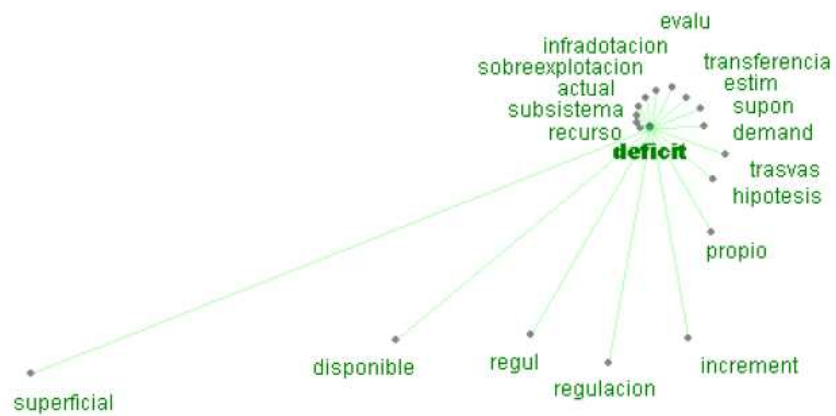 evalu
infradotacion
transferencia
sobreexplotacion
estim
actual
supon
subsistema
demand
recurso
deficit
trasvas
hipotesis
propio
disponible
regul
increment
regulacion
superficial